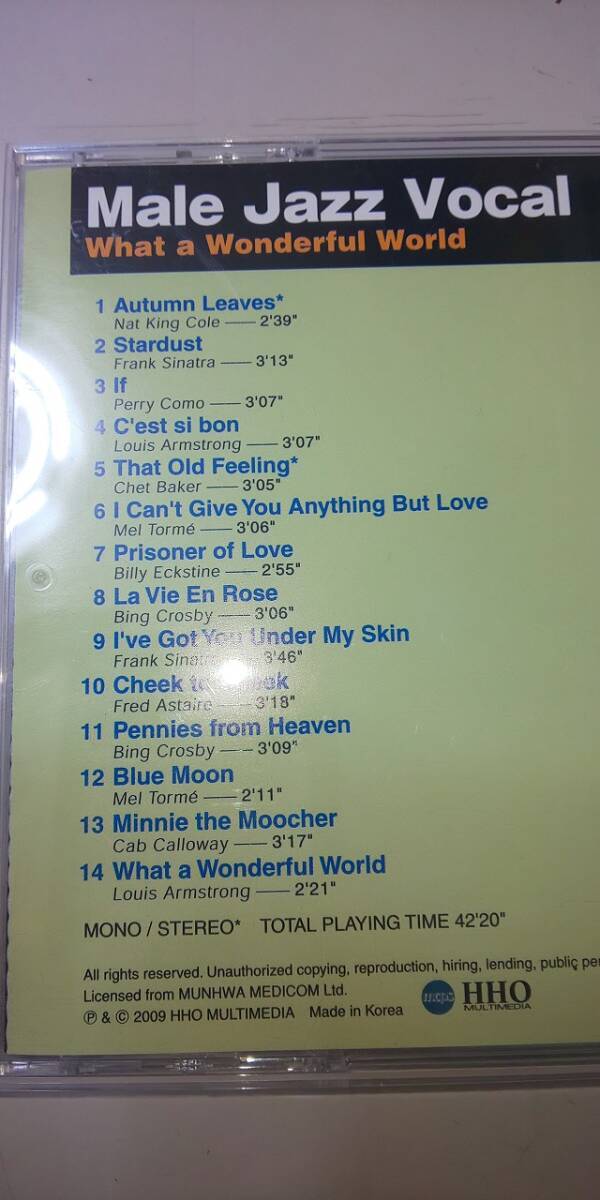 Male Jazz Vocal
What a Wonderful World
1 Autumn Leaves*
Nat King Cole — 2'39"
2 Stardust
Frank Sinatra — 3'13"
3 If
Perry Como — 3'07"
4 C'est si bon
Louis Armstrong — 3'07"
5 That Old Feeling*
Chet Baker — 3'05"
6 I Can't Give You Anything But Love
Mel Tormé — 3'06"
7 Prisoner of Love
Billy Eckstine — 2'55"
8 La Vie En Rose
Bing Crosby — 3'06"
9 I've Got You Under My Skin
Frank Sinatra — 3'46"
10 Cheek to Cheek
Fred Astaire — 3'18"
11 Pennies from Heaven
Bing Crosby — 3'09"
12 Blue Moon
Mel Tormé — 2'11"
13 Minnie the Moocher
Cab Calloway — 3'17"
14 What a Wonderful World
Louis Armstrong — 2'21"
MONO / STEREO* TOTAL PLAYING TIME 42'20"
All rights reserved. Unauthorized copying, reproduction, hiring, lending, public
Licensed from MUNHWA MEDICOM Ltd.
℗ & © 2009 HHO MULTIMEDIA Made in Korea
mcps HHO
MULTIMEDIA